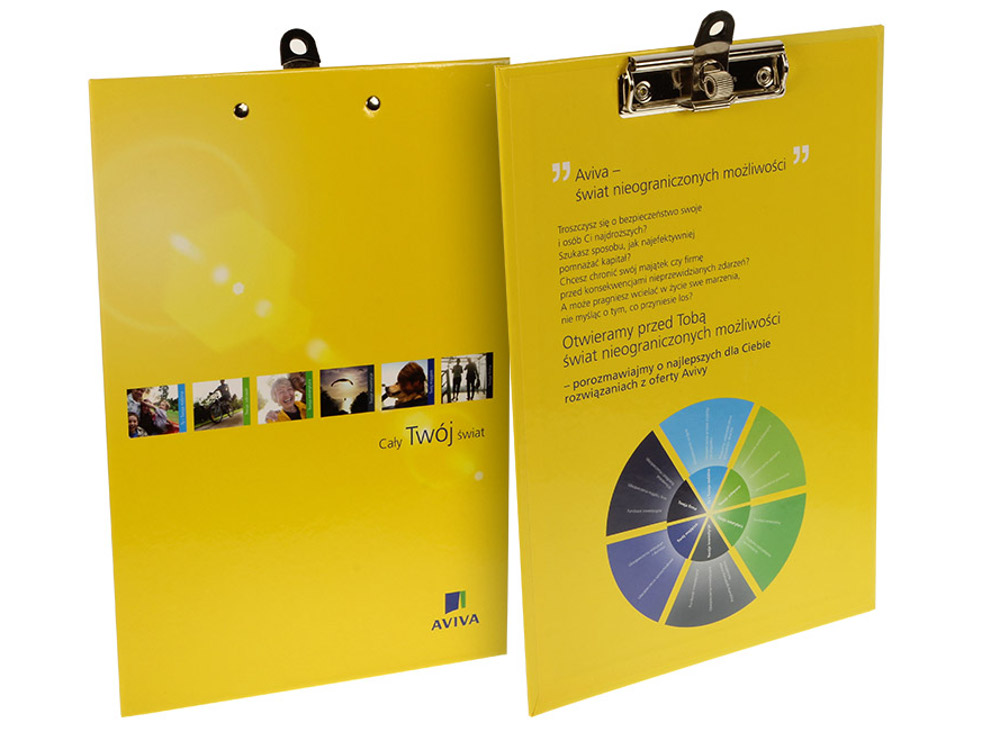 Cały Twój świat
AVIVA
” Aviva – ”
świat nieograniczonych możliwości
Troszczysz się o bezpieczeństwo swoje
i osób Ci najdroższych?
Szukasz sposobu, jak najefektywniej
pomnażać kapitał?
Chcesz chronić swój majątek czy firmę
przed konsekwencjami nieprzewidzianych zdarzeń?
A może pragniesz wcielać w życie swe marzenia,
nie myśląc o tym, co przyniesie los?
Otwieramy przed Tobą
świat nieograniczonych możliwości
– porozmawiajmy o najlepszych dla Ciebie
rozwiązaniach z oferty Avivy